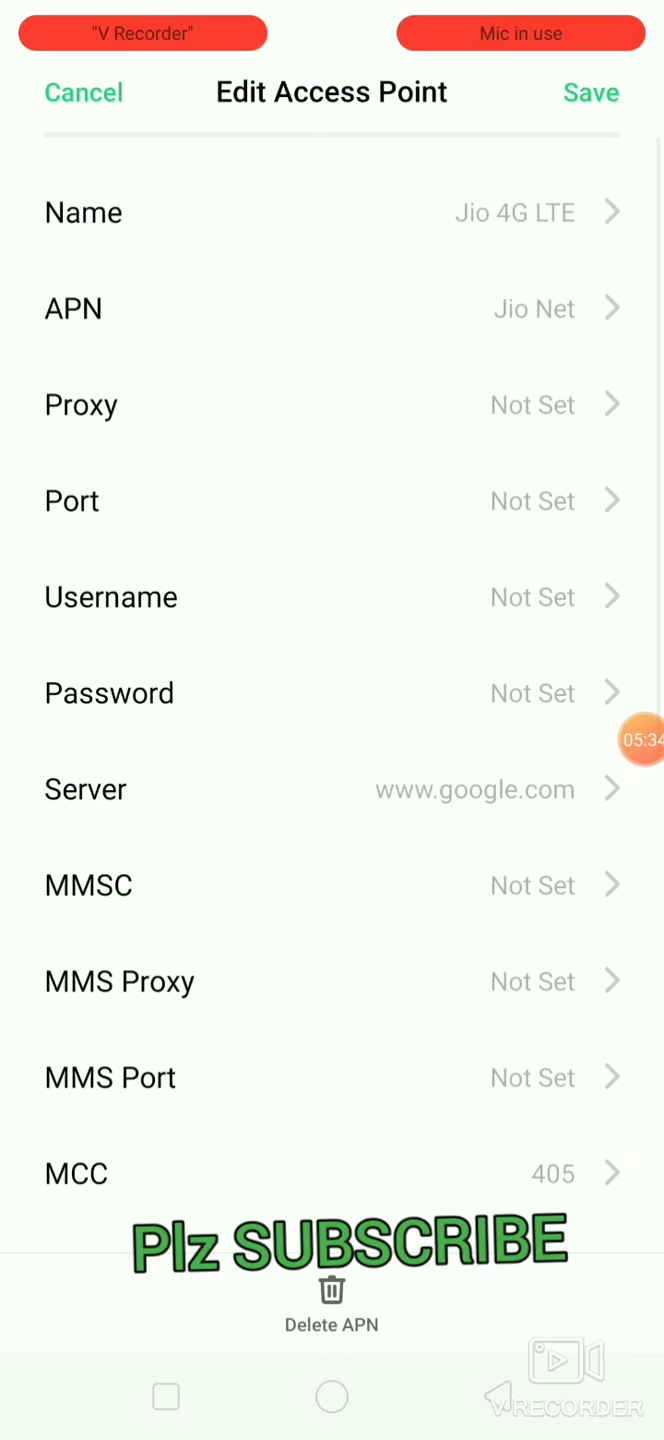 "V Recorder" Mic in use
Cancel Edit Access Point Save
Name Jio 4G LTE
APN Jio Net
Proxy Not Set
Port Not Set
Username Not Set
Password Not Set
05:34
Server www.google.com
MMSC Not Set
MMS Proxy Not Set
MMS Port Not Set
MCC 405
Plz SUBSCRIBE
Delete APN
VRECORDER